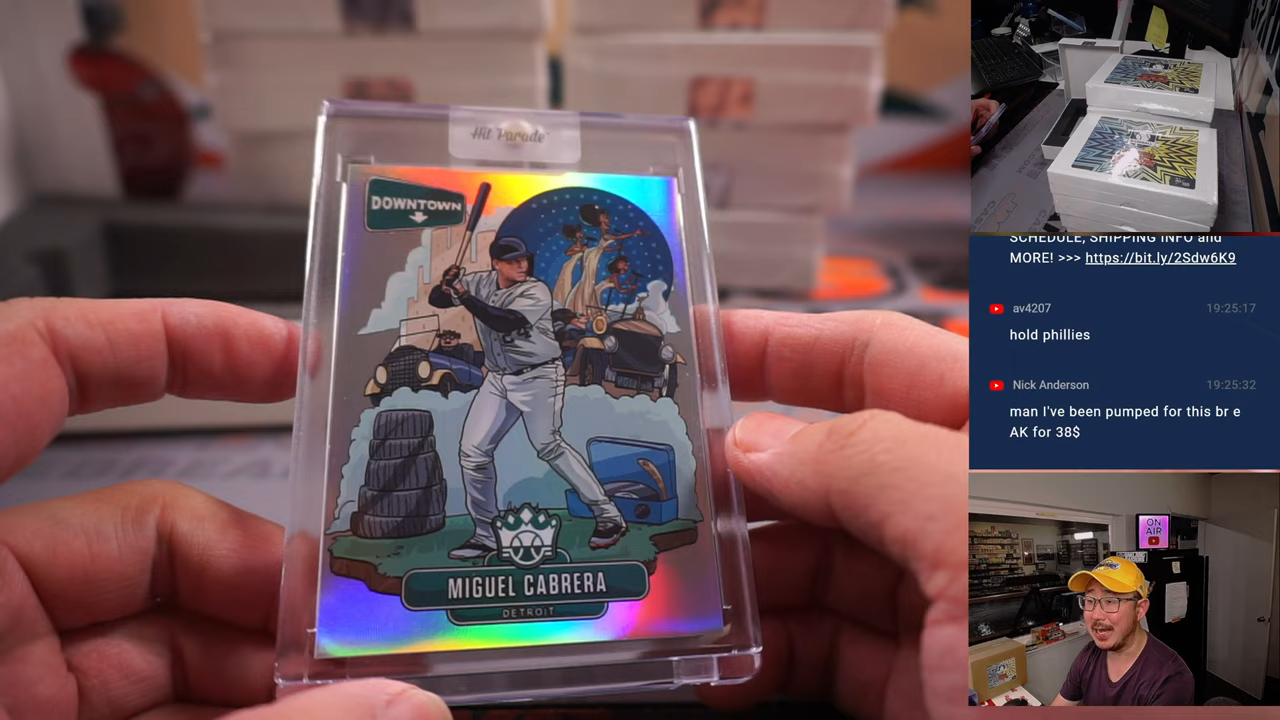 Hit Parade
DOWNTOWN
MIGUEL CABRERA
DETROIT
SCHEDULE, SHIPPING INFO and
MORE! >>> https://bit.ly/2Sdw6K9
av4207
19:25:17
hold phillies
Nick Anderson
19:25:32
man I've been pumped for this br e
AK for 38$
ON
AIR